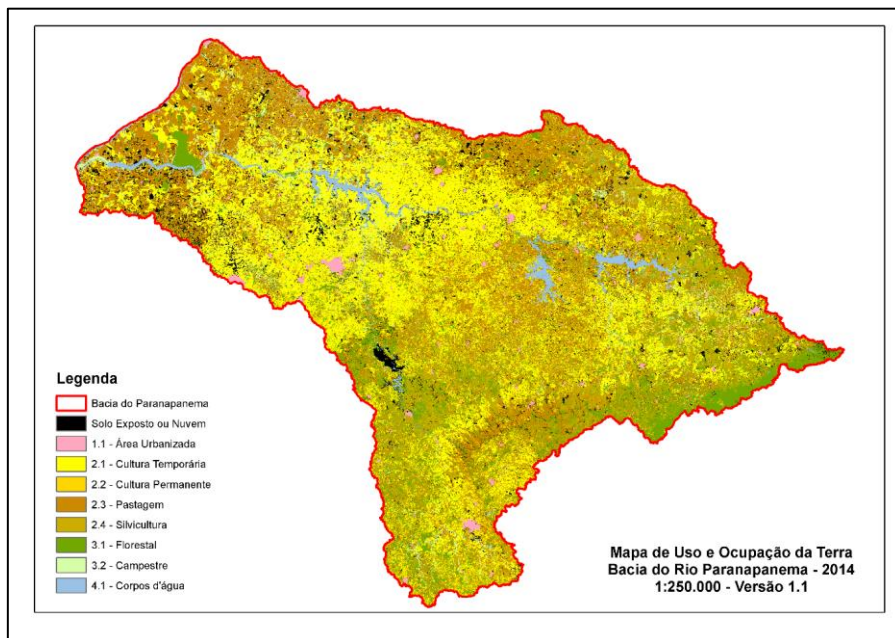 Legenda
Bacia do Paranapanema
Solo Exposto ou Nuvem
1.1 - Área Urbanizada
2.1 - Cultura Temporária
2.2 - Cultura Permanente
2.3 - Pastagem
2.4 - Silvicultura
3.1 - Florestal
3.2 - Campestre
4.1 - Corpos d'água
Mapa de Uso e Ocupação da Terra
Bacia do Rio Paranapanema - 2014
1:250.000 - Versão 1.1